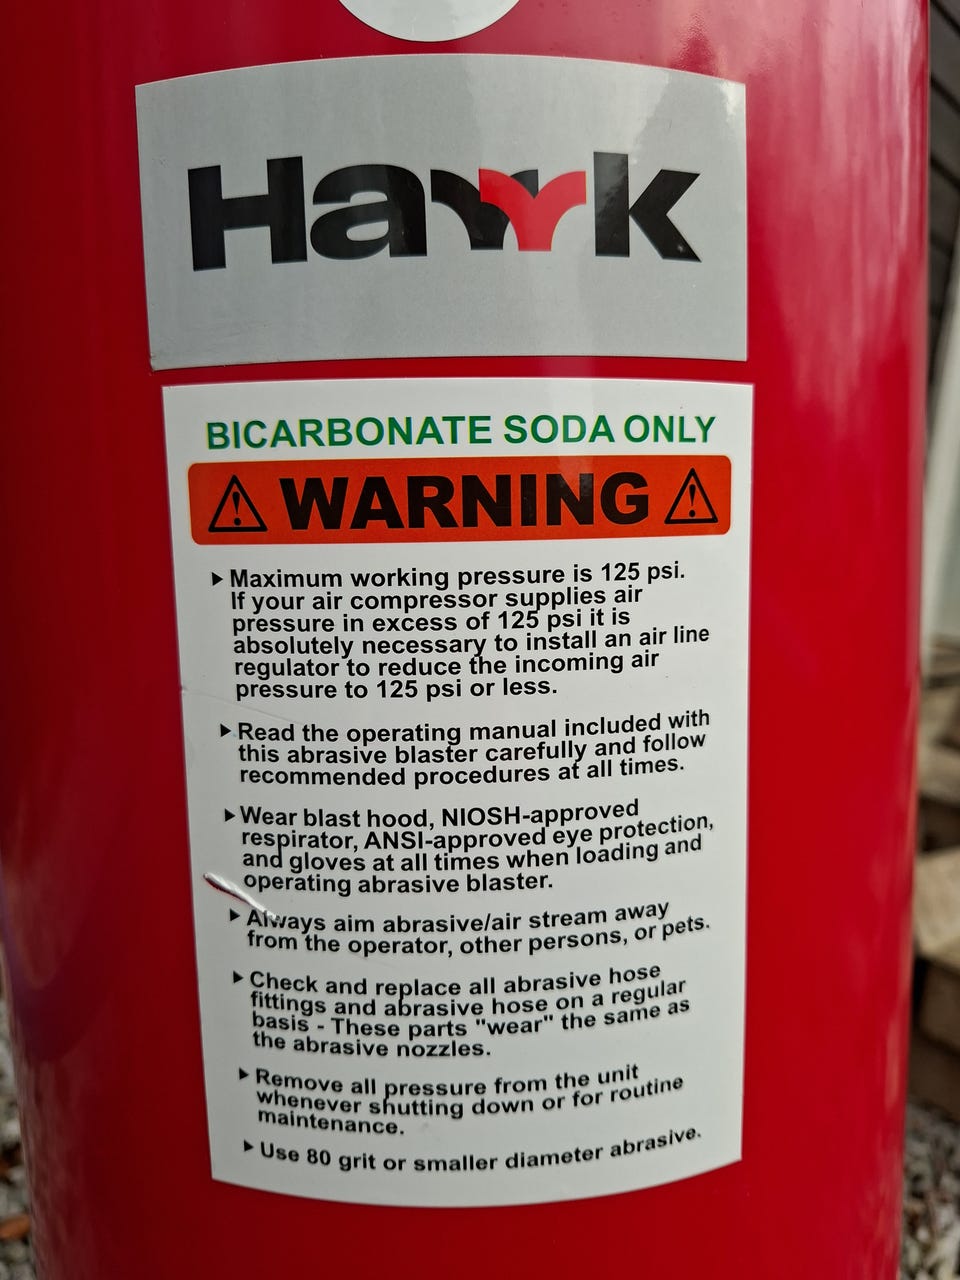 Hawk
BICARBONATE SODA ONLY
WARNING
Maximum working pressure is 125 psi.
If your air compressor supplies air
pressure in excess of 125 psi it is
absolutely necessary to install an air line
regulator to reduce the incoming air
pressure to 125 psi or less.
Read the operating manual included with
this abrasive blaster carefully and follow
recommended procedures at all times.
Wear blast hood, NIOSH-approved
respirator, ANSI-approved eye protection,
and gloves at all times when loading and
operating abrasive blaster.
Always aim abrasive/air stream away
from the operator, other persons, or pets.
Check and replace all abrasive hose
fittings and abrasive hose on a regular
basis - These parts "wear" the same as
the abrasive nozzles.
Remove all pressure from the unit
whenever shutting down or for routine
maintenance.
Use 80 grit or smaller diameter abrasive.